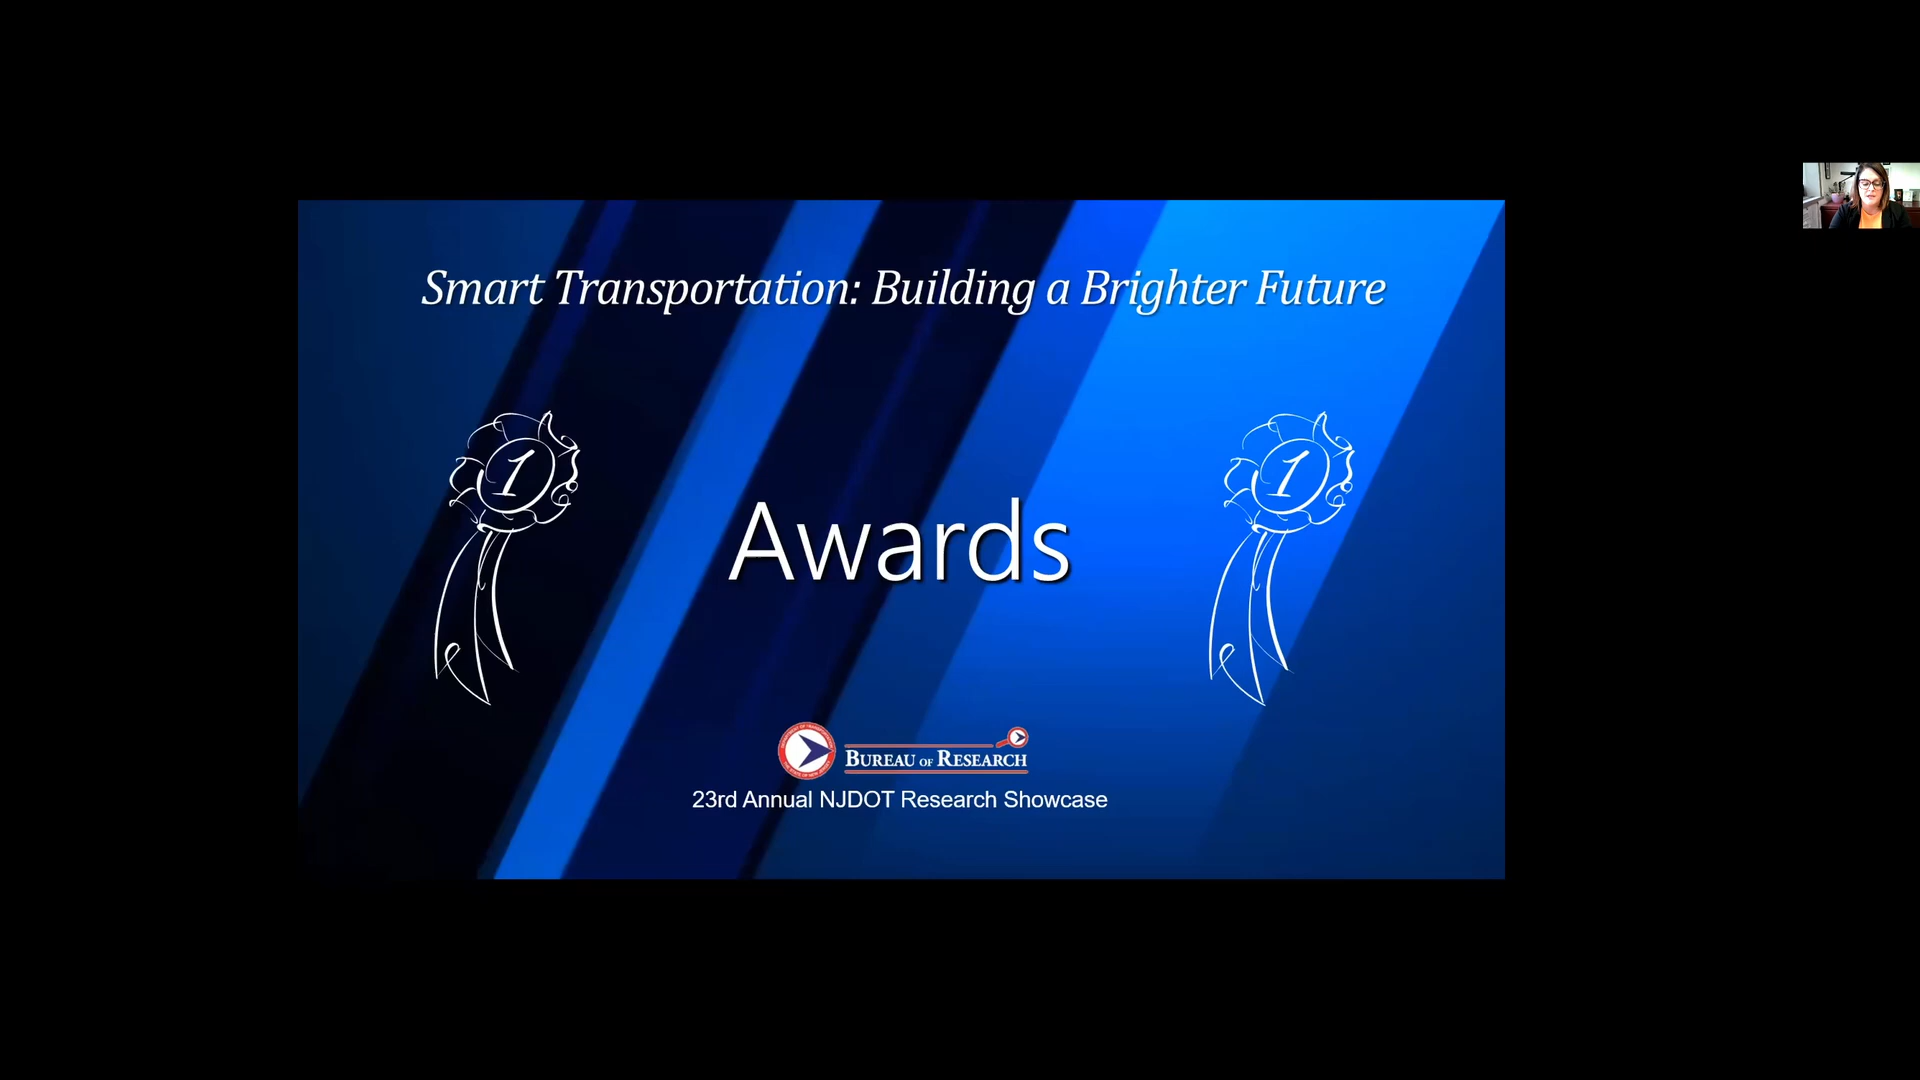 Smart Transportation: Building a Brighter Future
1
1
Awards
BUREAU OF RESEARCH
23rd Annual NJDOT Research Showcase